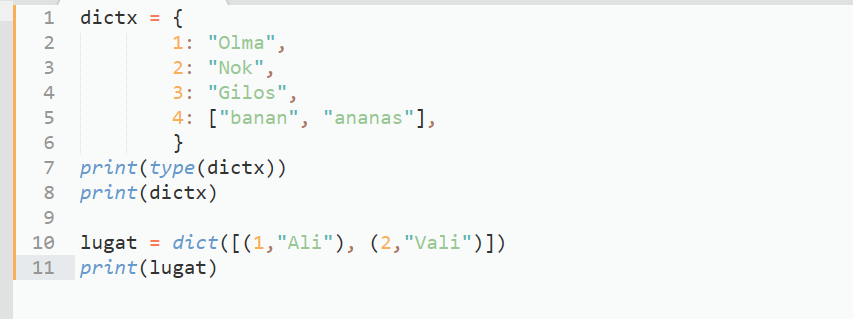 1 dictx = {
2         1: "Olma",
3         2: "Nok",
4         3: "Gilos",
5         4: ["banan", "ananas"],
6         }
7 print(type(dictx))
8 print(dictx)
9
10 lugat = dict([(1,"Ali"), (2,"Vali")])
11 print(lugat)